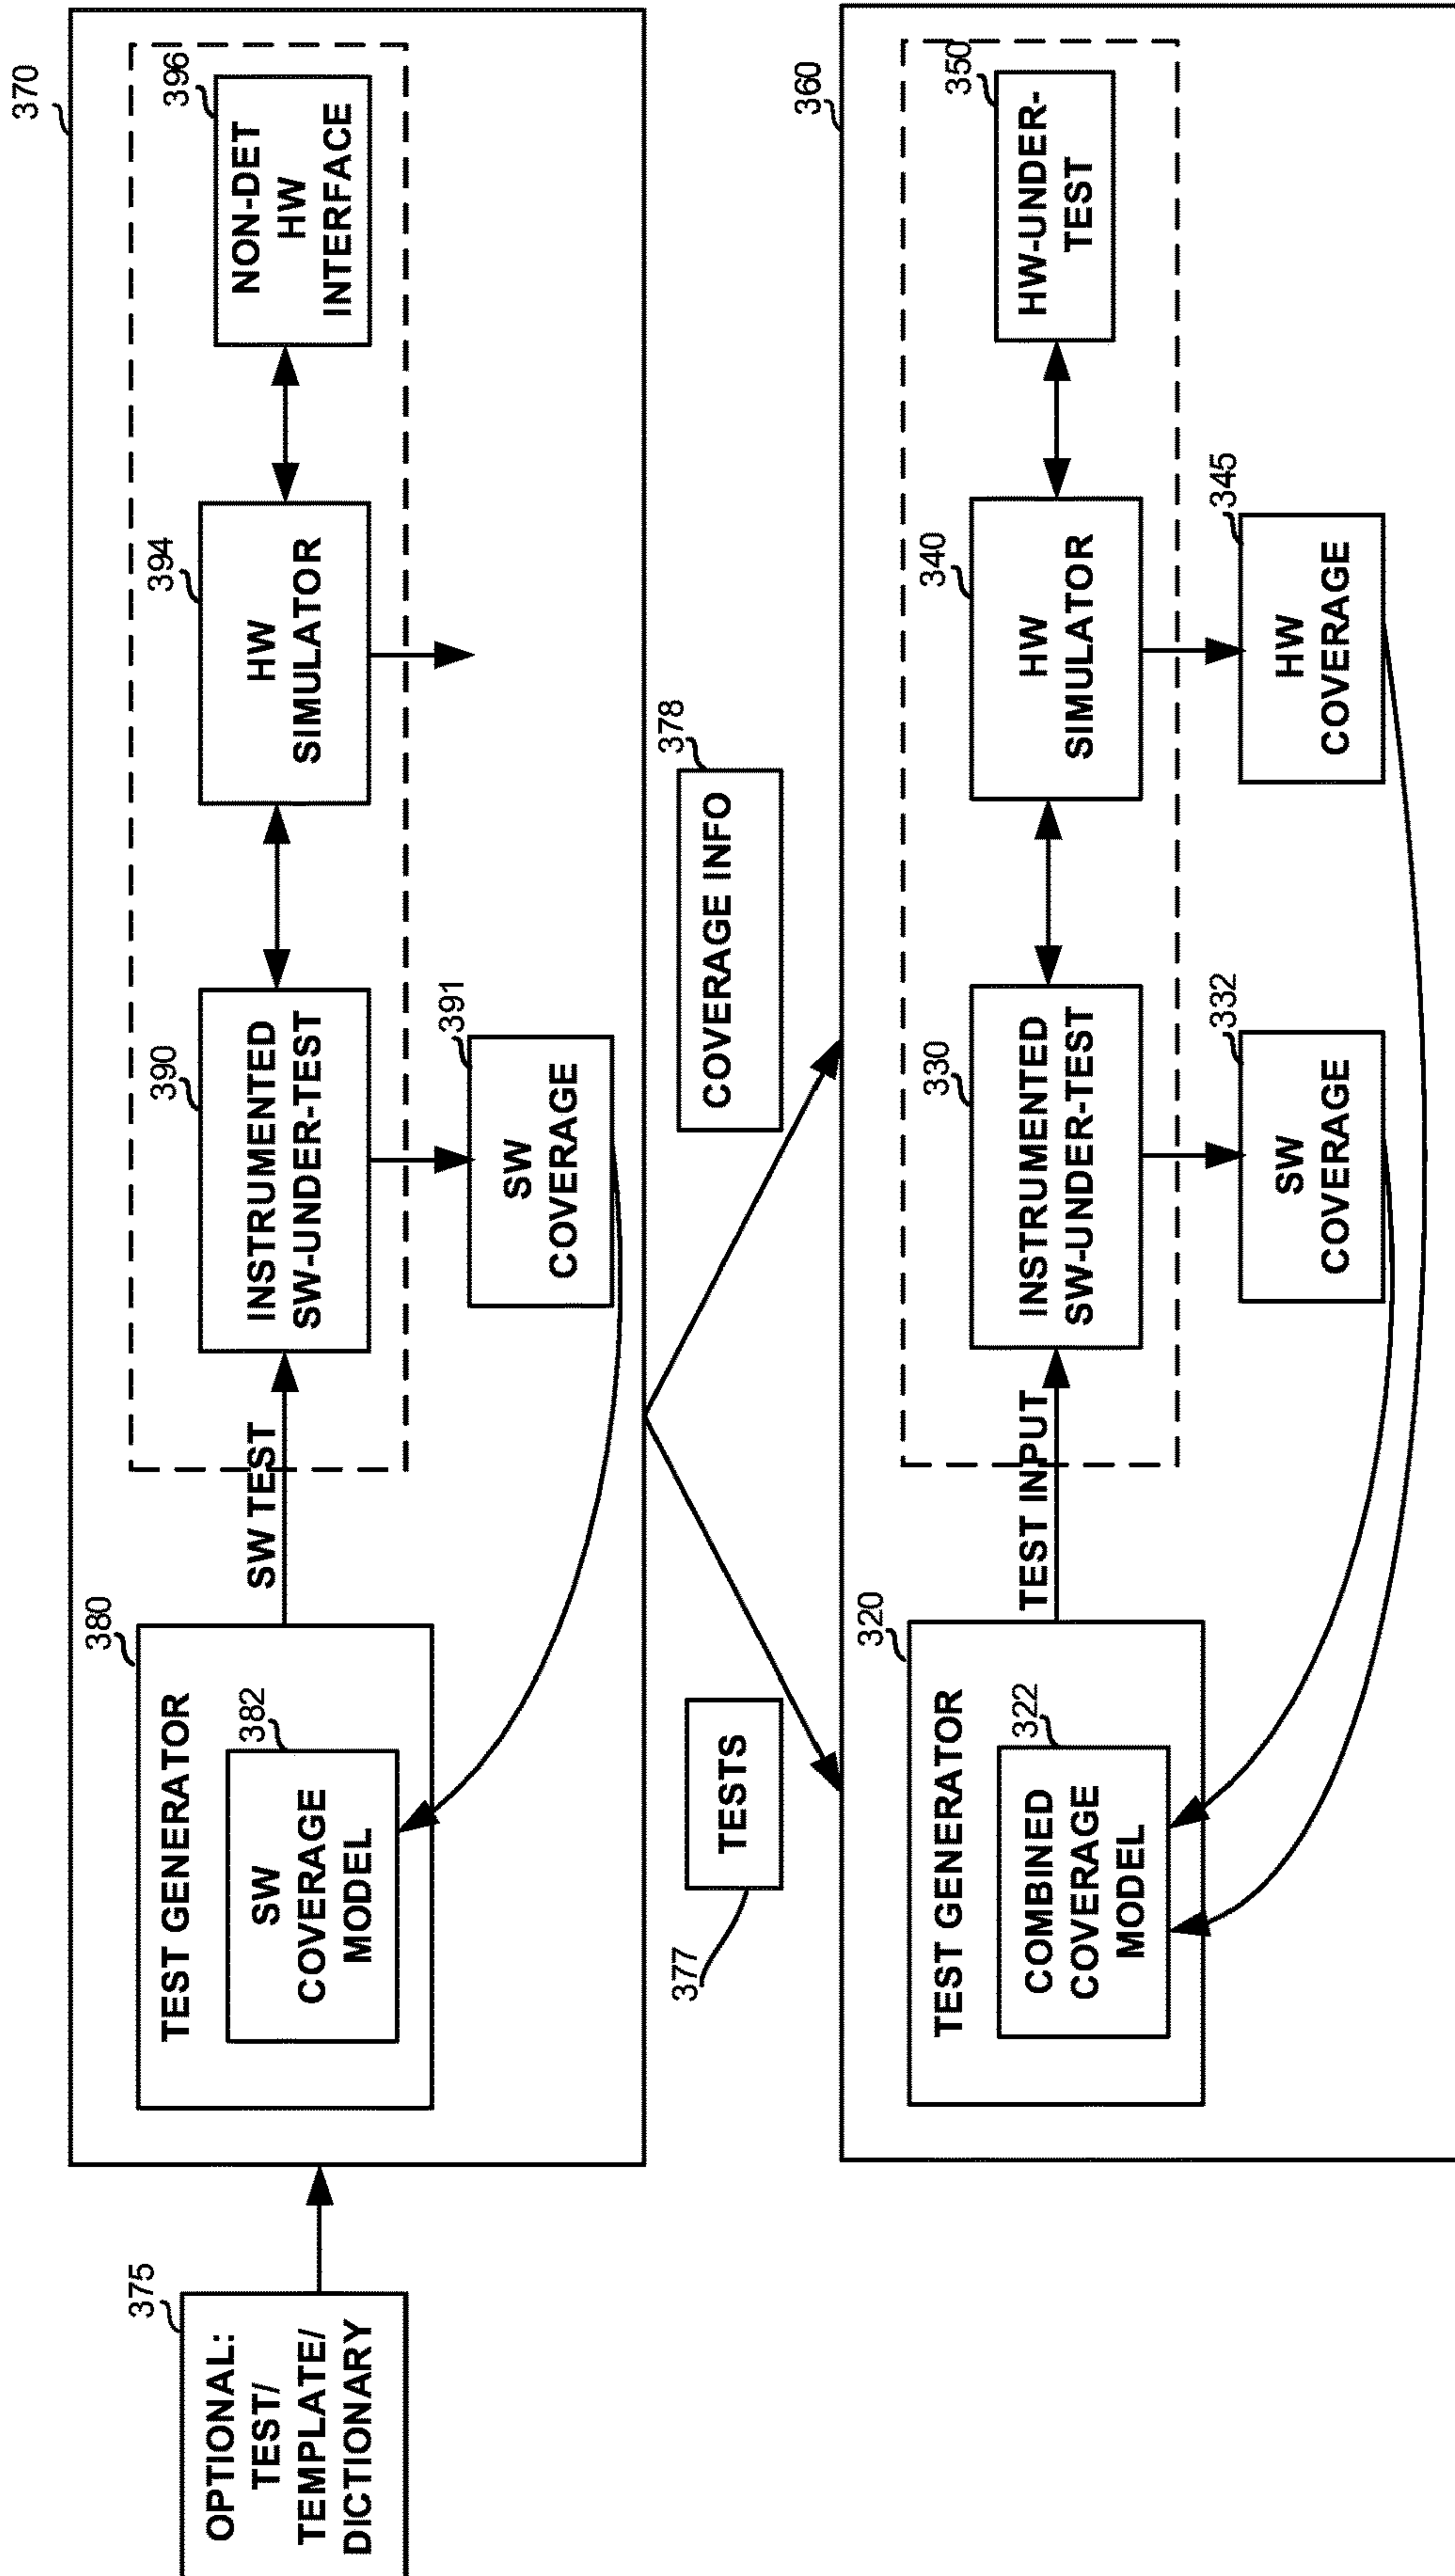 370
375
OPTIONAL:
TEST/
TEMPLATE/
DICTIONARY
380
TEST GENERATOR
382
SW
COVERAGE
MODEL
SW TEST
390
INSTRUMENTED
SW-UNDER-TEST
391
SW
COVERAGE
394
HW
SIMULATOR
396
NON-DET
HW
INTERFACE
377
TESTS
378
COVERAGE INFO
360
320
TEST GENERATOR
322
COMBINED
COVERAGE
MODEL
TEST INPUT
330
INSTRUMENTED
SW-UNDER-TEST
332
SW
COVERAGE
340
HW
SIMULATOR
345
HW
COVERAGE
350
HW-UNDER-
TEST